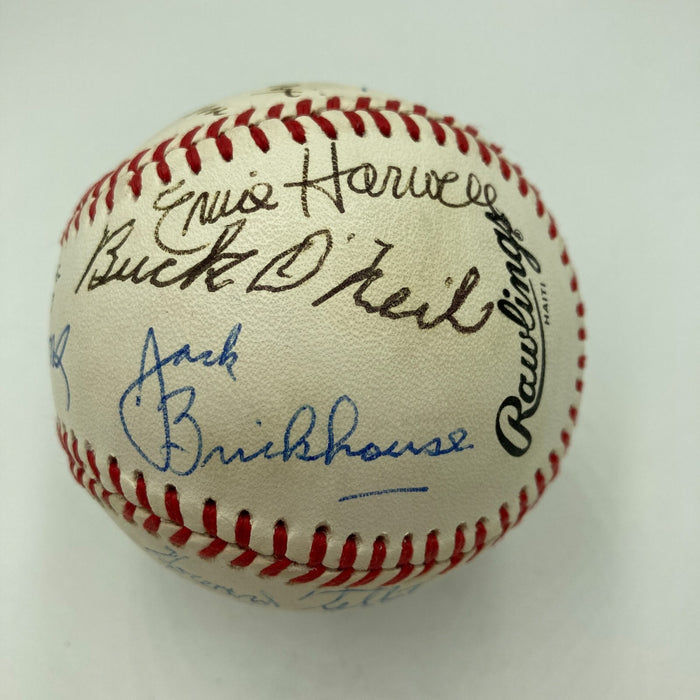 Ernie Harwell
Buck O'Neil
Jack
Brickhouse
Rawlings
HAITI